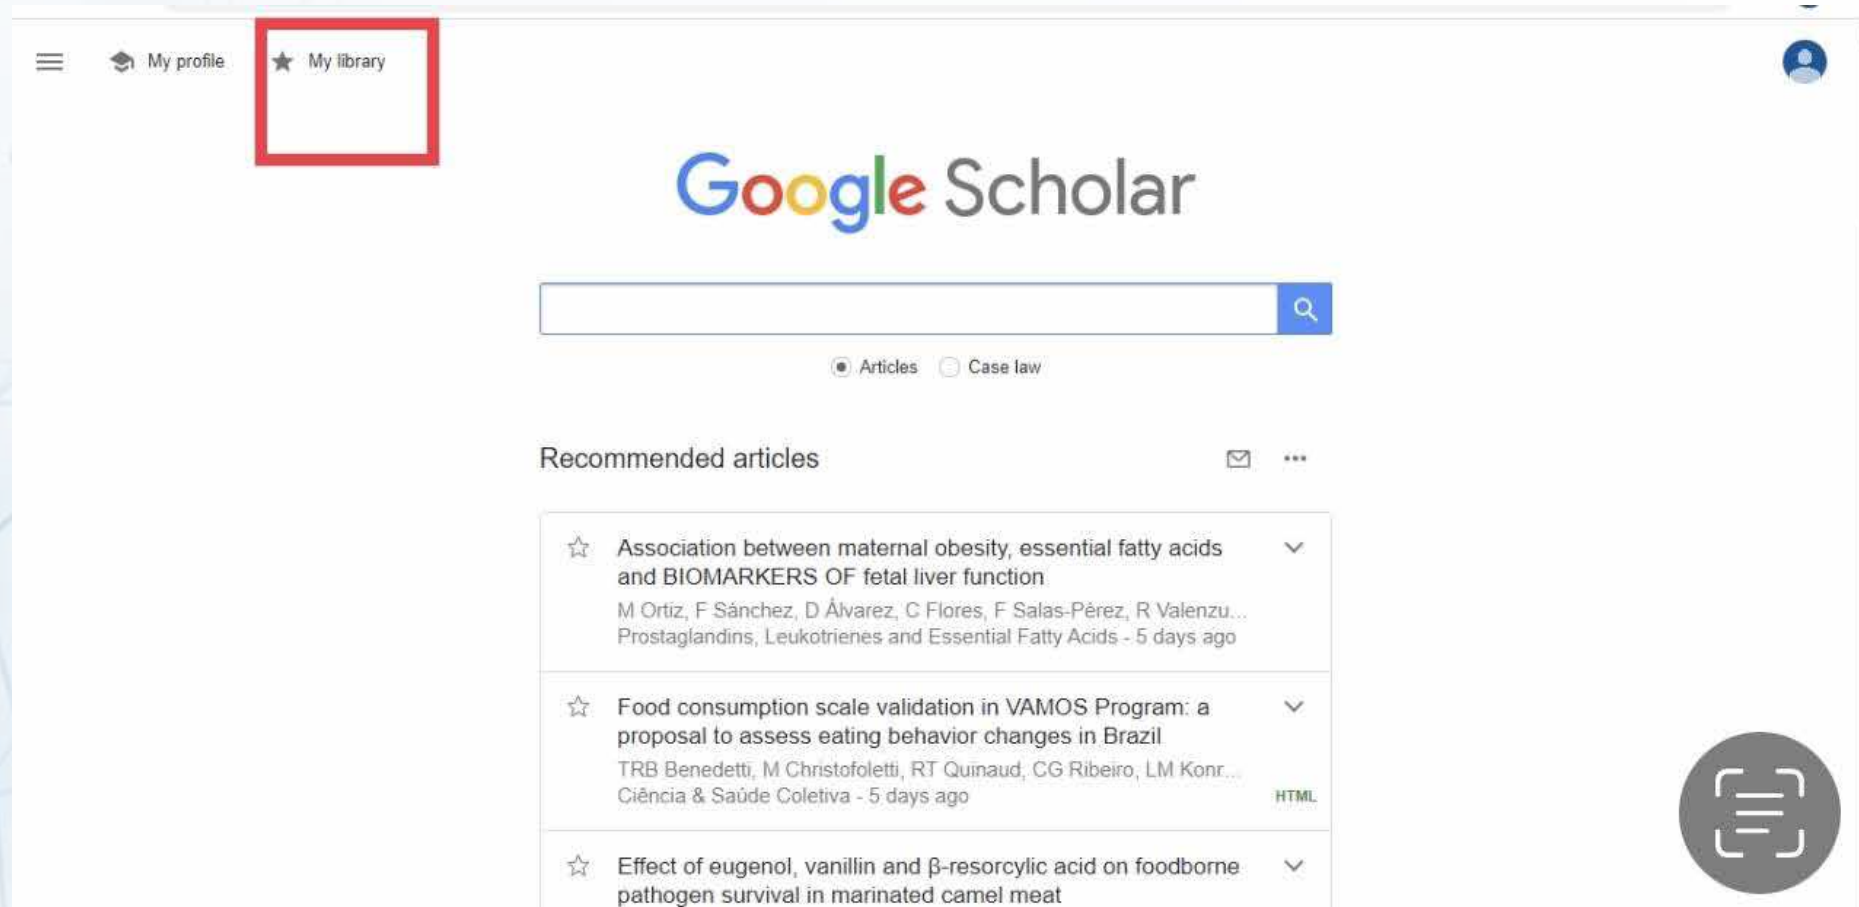 My profile
My library
Google Scholar
Articles
Case law
Recommended articles
Association between maternal obesity, essential fatty acids
and BIOMARKERS OF fetal liver function
M Ortiz, F Sánchez, D Álvarez, C Flores, F Salas-Pérez, R Valenzu...
Prostaglandins, Leukotrienes and Essential Fatty Acids - 5 days ago
Food consumption scale validation in VAMOS Program: a
proposal to assess eating behavior changes in Brazil
TRB Benedetti, M Christofoletti, RT Quinaud, CG Ribeiro, LM Konr...
Ciência & Saúde Coletiva - 5 days ago
HTML
Effect of eugenol, vanillin and β-resorcylic acid on foodborne
pathogen survival in marinated camel meat